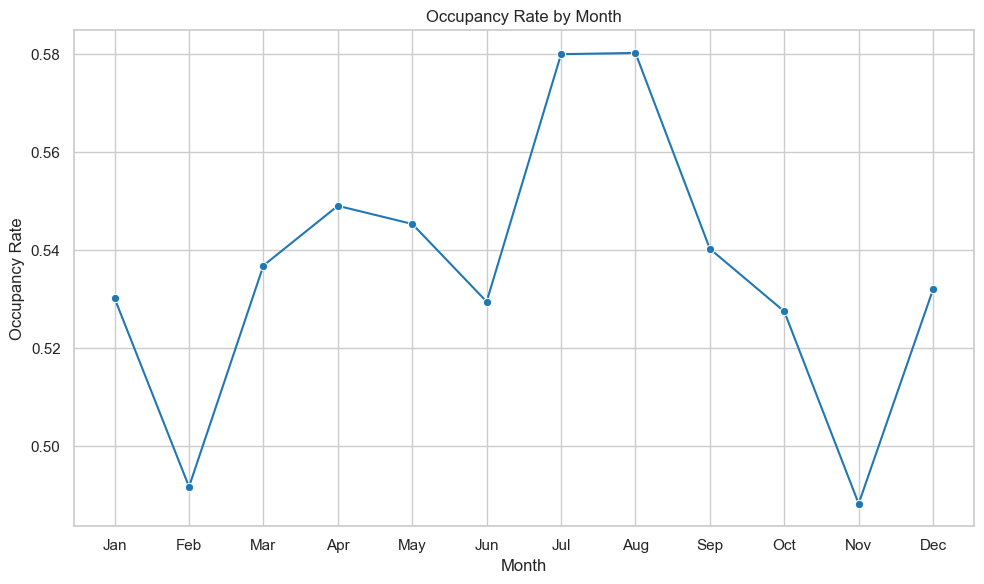 Occupancy Rate by Month
Occupancy Rate
0.58
0.56
0.54
0.52
0.50
Jan Feb Mar Apr May Jun Jul Aug Sep Oct Nov Dec
Month